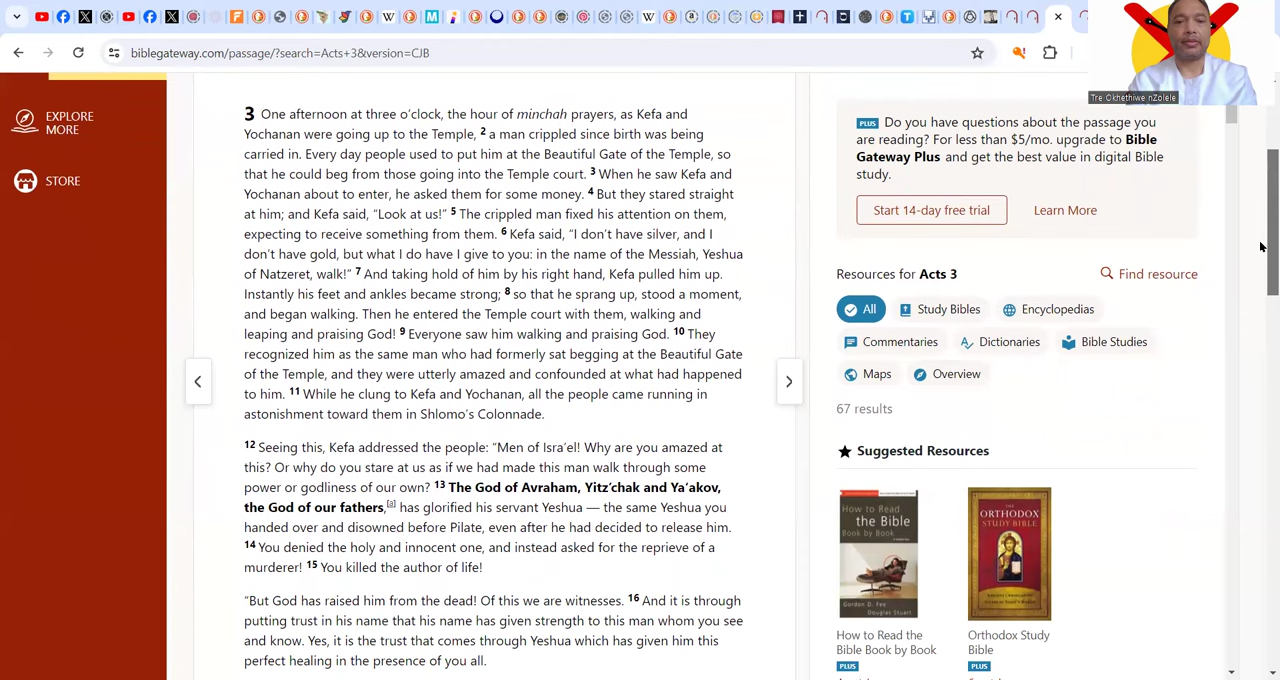 biblegateway.com/passage/?search=Acts+3&version=CJB
Tre Okhethiwe nZolele
EXPLORE
MORE
STORE
3 One afternoon at three o'clock, the hour of minchah prayers, as Kefa and
Yochanan were going up to the Temple, 2 a man crippled since birth was being
carried in. Every day people used to put him at the Beautiful Gate of the Temple, so
that he could beg from those going into the Temple court. 3 When he saw Kefa and
Yochanan about to enter, he asked them for some money. 4 But they stared straight
at him; and Kefa said, “Look at us!” 5 The crippled man fixed his attention on them,
expecting to receive something from them. 6 Kefa said, “I don't have silver, and I
don't have gold, but what I do have I give to you: in the name of the Messiah, Yeshua
of Natzeret, walk!” 7 And taking hold of him by his right hand, Kefa pulled him up.
Instantly his feet and ankles became strong; 8 so that he sprang up, stood a moment,
and began walking. Then he entered the Temple court with them, walking and
leaping and praising God! 9 Everyone saw him walking and praising God. 10 They
recognized him as the same man who had formerly sat begging at the Beautiful Gate
of the Temple, and they were utterly amazed and confounded at what had happened
to him. 11 While he clung to Kefa and Yochanan, all the people came running in
astonishment toward them in Shlomo's Colonnade.
12 Seeing this, Kefa addressed the people: “Men of Isra'el! Why are you amazed at
this? Or why do you stare at us as if we had made this man walk through some
power or godliness of our own? 13 The God of Avraham, Yitz'chak and Ya'akov,
the God of our fathers,[a] has glorified his servant Yeshua — the same Yeshua you
handed over and disowned before Pilate, even after he had decided to release him.
14 You denied the holy and innocent one, and instead asked for the reprieve of a
murderer! 15 You killed the author of life!
“But God has raised him from the dead! Of this we are witnesses. 16 And it is through
putting trust in his name that his name has given strength to this man whom you see
and know. Yes, it is the trust that comes through Yeshua which has given him this
perfect healing in the presence of you all.
PLUS Do you have questions about the passage you
are reading? For less than $5/mo. upgrade to Bible
Gateway Plus and get the best value in digital Bible
study.
Start 14-day free trial
Learn More
Resources for Acts 3
Find resource
All
Study Bibles
Encyclopedias
Commentaries
Dictionaries
Bible Studies
Maps
Overview
67 results
Suggested Resources
How to Read
the Bible
Book by Book
Gordon D. Fee
Douglas Stuart
THE
ORTHODOX
STUDY BIBLE
How to Read the
Bible Book by Book
PLUS
Orthodox Study
Bible
PLUS